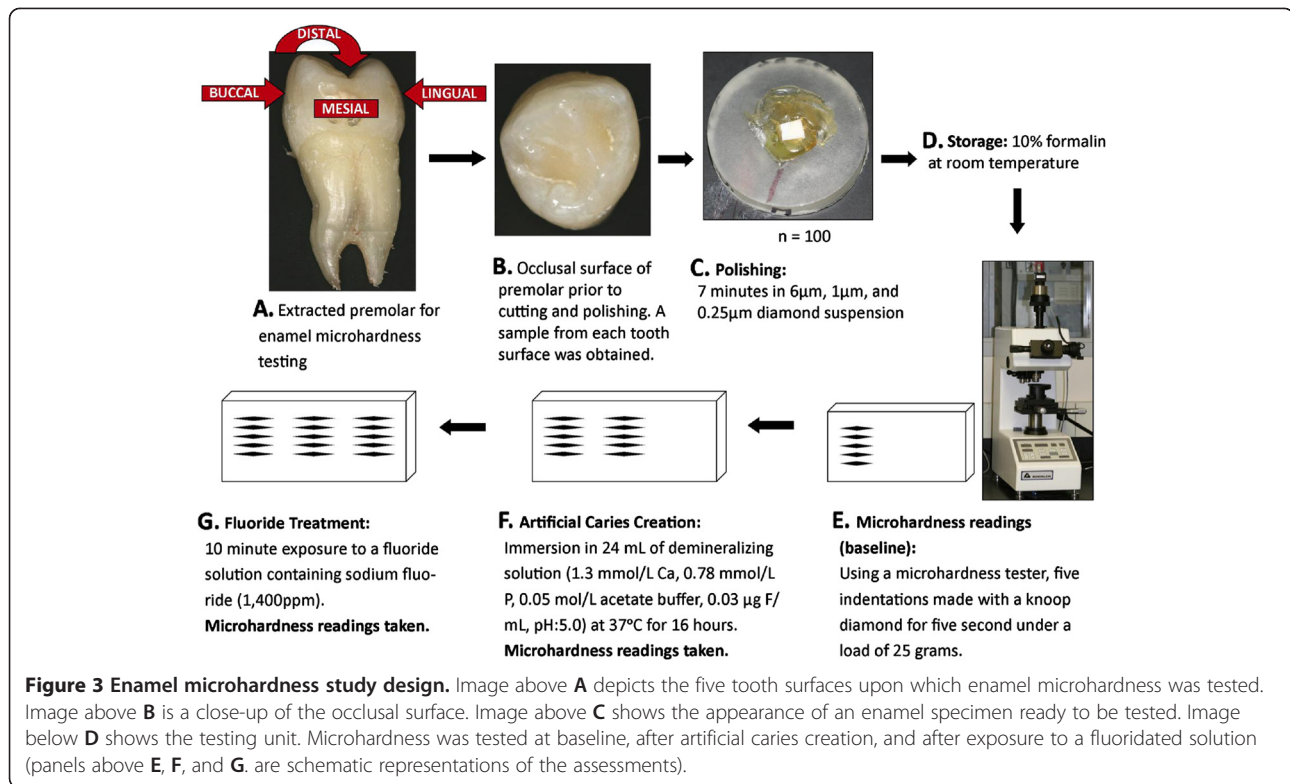 DISTAL
BUCCAL
LINGUAL
MESIAL
A. Extracted premolar for
enamel microhardness
testing
B. Occlusal surface of
premolar prior to
cutting and polishing. A
sample from each tooth
surface was obtained.
n = 100
C. Polishing:
7 minutes in 6µm, 1µm, and
0.25µm diamond suspension
D. Storage: 10% formalin
at room temperature
E. Microhardness readings
(baseline):
Using a microhardness tester, five
indentations made with a knoop
diamond for five second under a
load of 25 grams.
F. Artificial Caries Creation:
Immersion in 24 mL of demineralizing
solution (1.3 mmol/L Ca, 0.78 mmol/L
P, 0.05 mol/L acetate buffer, 0.03 µg F/
mL, pH:5.0) at 37°C for 16 hours.
Microhardness readings taken.
G. Fluoride Treatment:
10 minute exposure to a fluoride
solution containing sodium fluo-
ride (1,400ppm).
Microhardness readings taken.
Figure 3 Enamel microhardness study design. Image above A depicts the five tooth surfaces upon which enamel microhardness was tested.
Image above B is a close-up of the occlusal surface. Image above C shows the appearance of an enamel specimen ready to be tested. Image
below D shows the testing unit. Microhardness was tested at baseline, after artificial caries creation, and after exposure to a fluoridated solution
(panels above E, F, and G. are schematic representations of the assessments).